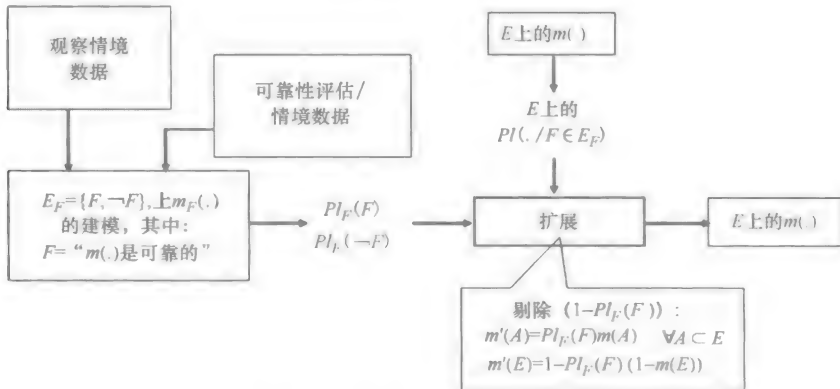 观察情境
数据
可靠性评估/
情境数据
E上的m( )
E上的
Pl(. /F∈E_F)
E_F={F,¬F},上m_F(.)
的建模，其中：
F=“m(.)是可靠的”
Pl_F(F)
Pl_F(¬F)
扩展
E上的m( )
剔除（1-Pl_F(F)）:
m'(A)=Pl_F(F)m(A) ∀A⊂E
m'(E)=1-Pl_F(F)(1-m(E))